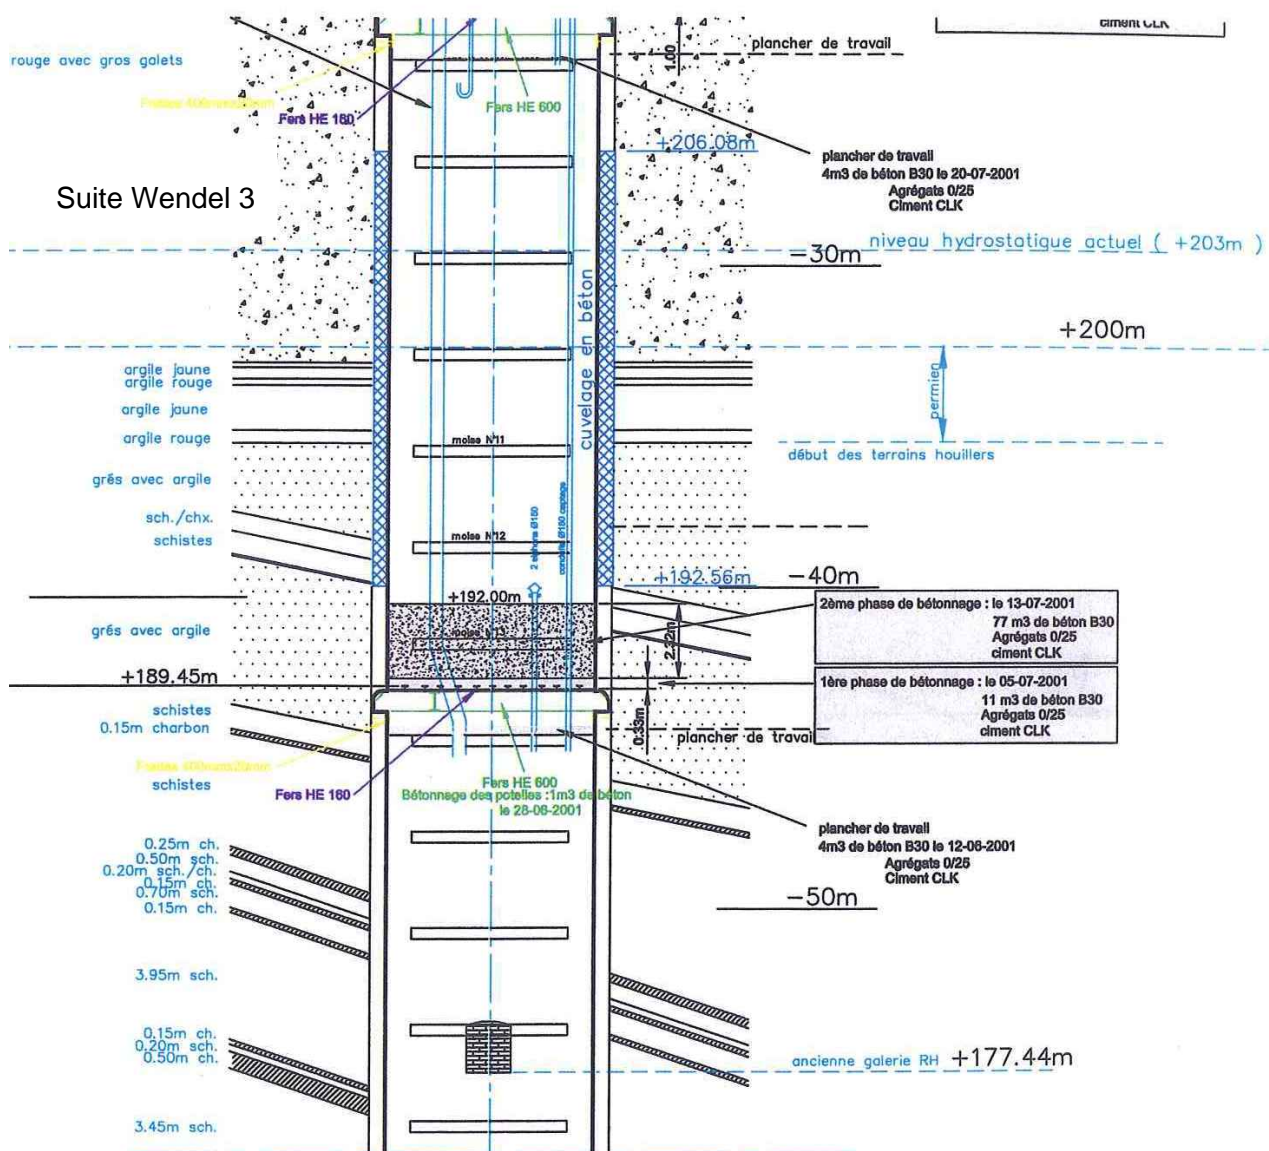 ciment CLK
plancher de travail
1.00
rouge avec gros galets
Fers HE 160
Fers HE 600
+206.08m
plancher de travail
4m3 de béton B30 le 20-07-2001
Agrégats 0/25
Ciment CLK
Suite Wendel 3
niveau hydrostatique actuel ( +203m )
-30m
cuvelage en béton
+200m
argile jaune
argile rouge
argile jaune
permien
argile rouge
moise N°11
début des terrains houillers
grés avec argile
sch./chx.
schistes
moise N°12
2 siphons Ø150
conduite Ø150 captage
+192.56m
-40m
+192.00m
2ème phase de bétonnage : le 13-07-2001
77 m3 de béton B30
Agrégats 0/25
ciment CLK
grés avec argile
moise N°13
2.22m
+189.45m
1ère phase de bétonnage : le 05-07-2001
11 m3 de béton B30
Agrégats 0/25
ciment CLK
schistes
0.15m charbon
0.33m
plancher de travail
schistes
Fers HE 160
Fers HE 600
Bétonnage des potelles :1m3 de béton
le 28-06-2001
plancher de travail
4m3 de béton B30 le 12-06-2001
Agrégats 0/25
Ciment CLK
0.25m ch.
0.50m sch.
0.20m sch./ch.
0.15m ch.
0.70m sch.
0.15m ch.
-50m
3.95m sch.
0.15m ch.
0.20m sch.
0.50m ch.
ancienne galerie RH +177.44m
3.45m sch.